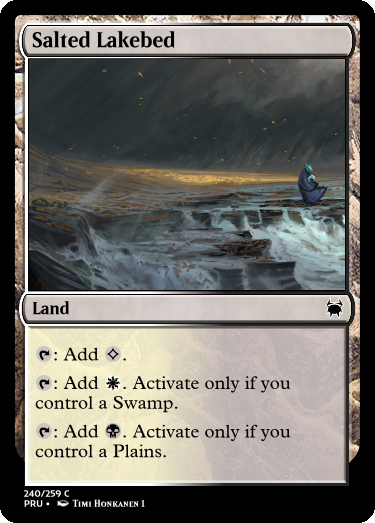 Salted Lakebed
Land
: Add .
: Add . Activate only if you
control a Swamp.
: Add . Activate only if you
control a Plains.
240/259 C
PRU • Timi Honkanen 1